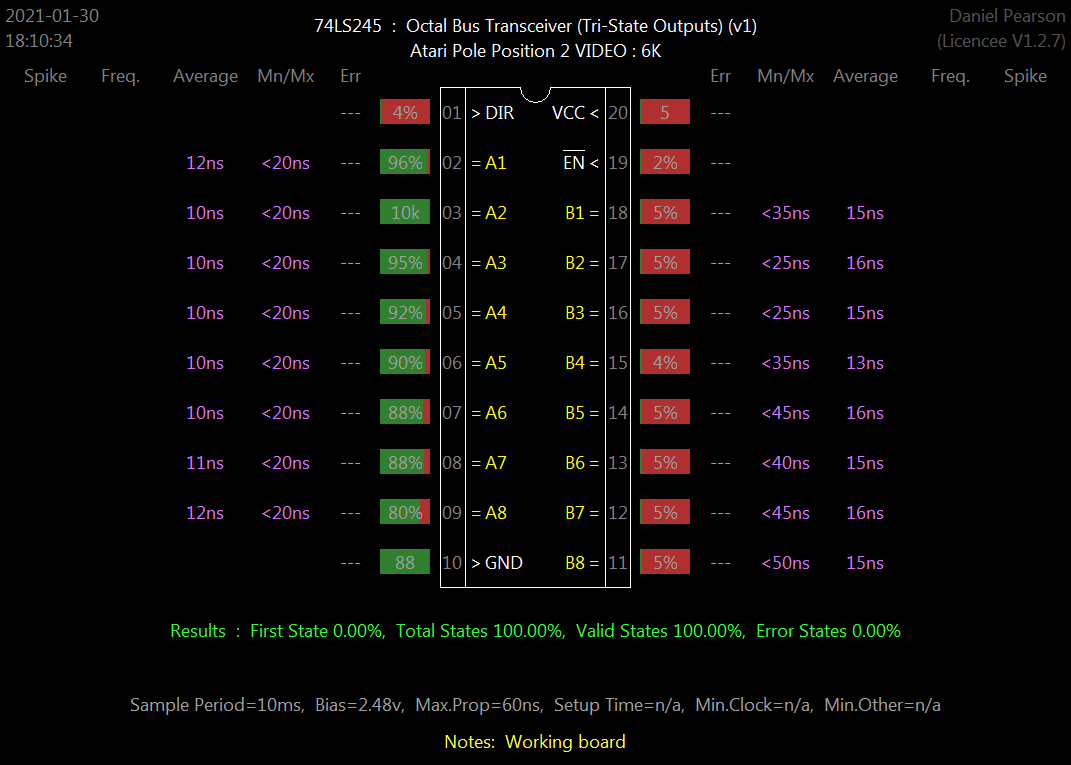 2021-01-30 74LS245 : Octal Bus Transceiver (Tri-State Outputs) (v1) Daniel Pearson
18:10:34 Atari Pole Position 2 VIDEO : 6K (Licencee V1.2.7)
Spike Freq. Average Mn/Mx Err Err Mn/Mx Average Freq. Spike
--- 4% 01 > DIR VCC < 20 5 ---
12ns <20ns --- 96% 02 = A1 EN < 19 2% ---
10ns <20ns --- 10k 03 = A2 B1 = 18 5% --- <35ns 15ns
10ns <20ns --- 95% 04 = A3 B2 = 17 5% --- <25ns 16ns
10ns <20ns --- 92% 05 = A4 B3 = 16 5% --- <25ns 15ns
10ns <20ns --- 90% 06 = A5 B4 = 15 4% --- <35ns 13ns
10ns <20ns --- 88% 07 = A6 B5 = 14 5% --- <45ns 16ns
11ns <20ns --- 88% 08 = A7 B6 = 13 5% --- <40ns 15ns
12ns <20ns --- 80% 09 = A8 B7 = 12 5% --- <45ns 16ns
--- 88 10 > GND B8 = 11 5% --- <50ns 15ns
Results : First State 0.00%, Total States 100.00%, Valid States 100.00%, Error States 0.00%
Sample Period=10ms, Bias=2.48v, Max.Prop=60ns, Setup Time=n/a, Min.Clock=n/a, Min.Other=n/a
Notes: Working board